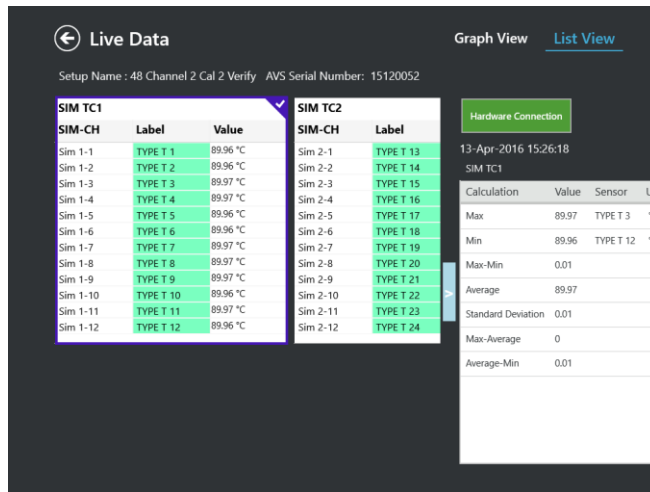 Live Data
Graph View List View
Setup Name : 48 Channel 2 Cal 2 Verify AVS Serial Number: 15120052
SIM TC1
SIM-CH Label Value
Sim 1-1 TYPE T 1 89.96 °C
Sim 1-2 TYPE T 2 89.96 °C
Sim 1-3 TYPE T 3 89.97 °C
Sim 1-4 TYPE T 4 89.97 °C
Sim 1-5 TYPE T 5 89.96 °C
Sim 1-6 TYPE T 6 89.96 °C
Sim 1-7 TYPE T 7 89.97 °C
Sim 1-8 TYPE T 8 89.97 °C
Sim 1-9 TYPE T 9 89.97 °C
Sim 1-10 TYPE T 10 89.96 °C
Sim 1-11 TYPE T 11 89.97 °C
Sim 1-12 TYPE T 12 89.96 °C
SIM TC2
SIM-CH Label
Sim 2-1 TYPE T 13
Sim 2-2 TYPE T 14
Sim 2-3 TYPE T 15
Sim 2-4 TYPE T 16
Sim 2-5 TYPE T 17
Sim 2-6 TYPE T 18
Sim 2-7 TYPE T 19
Sim 2-8 TYPE T 20
Sim 2-9 TYPE T 21
Sim 2-10 TYPE T 22
Sim 2-11 TYPE T 23
Sim 2-12 TYPE T 24
>
Hardware Connection
13-Apr-2016 15:26:18
SIM TC1
Calculation Value Sensor
Max 89.97 TYPE T 3
Min 89.96 TYPE T 12
Max-Min 0.01
Average 89.97
Standard Deviation 0.01
Max-Average 0
Average-Min 0.01